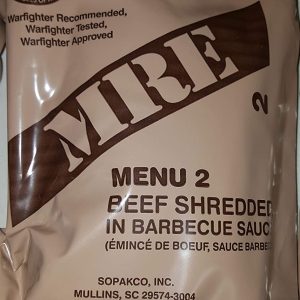 Warfighter Recommended,
Warfighter Tested,
Warfighter Approved
MRE
2
MENU 2
BEEF SHREDDED
IN BARBECUE SAUC
(ÉMINCÉ DE BOEUF, SAUCE BARBEC
SOPAKCO, INC.
MULLINS, SC 29574-3004